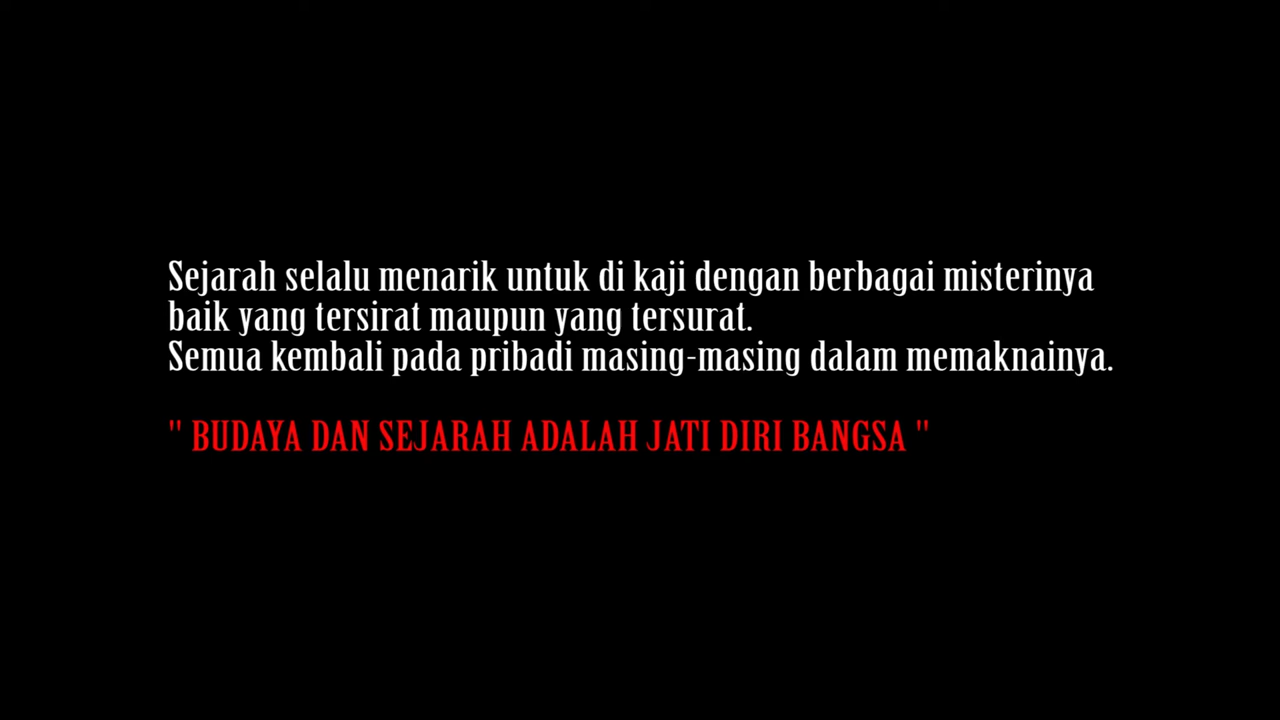 Sejarah selalu menarik untuk di kaji dengan berbagai misterinya
baik yang tersirat maupun yang tersurat.
Semua kembali pada pribadi masing-masing dalam memaknainya.
" BUDAYA DAN SEJARAH ADALAH JATI DIRI BANGSA "